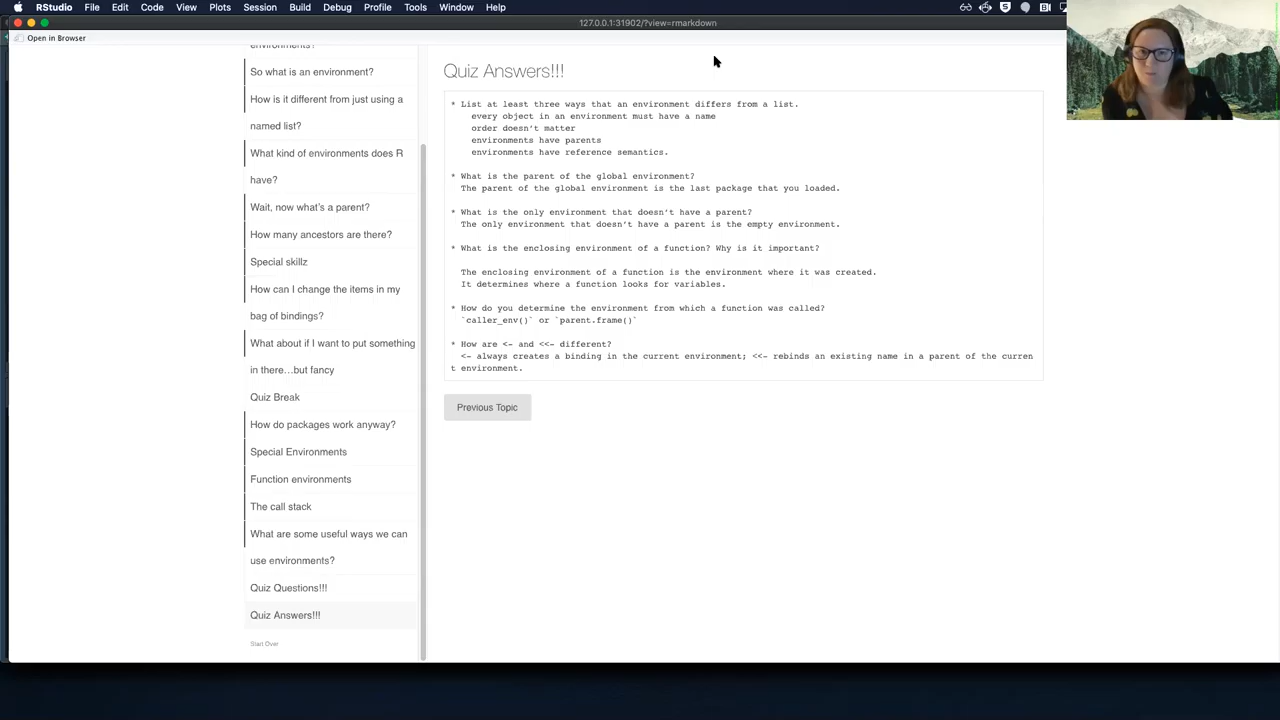 RStudio File Edit Code View Plots Session Build Debug Profile Tools Window Help
127.0.0.1:31902/?view=rmarkdown
Open in Browser
environments?
So what is an environment?
How is it different from just using a
named list?
What kind of environments does R
have?
Wait, now what's a parent?
How many ancestors are there?
Special skillz
How can I change the items in my
bag of bindings?
What about if I want to put something
in there…but fancy
Quiz Break
How do packages work anyway?
Special Environments
Function environments
The call stack
What are some useful ways we can
use environments?
Quiz Questions!!!
Quiz Answers!!!
Start Over
Quiz Answers!!!
* List at least three ways that an environment differs from a list.
every object in an environment must have a name
order doesn't matter
environments have parents
environments have reference semantics.
* What is the parent of the global environment?
The parent of the global environment is the last package that you loaded.
* What is the only environment that doesn't have a parent?
The only environment that doesn't have a parent is the empty environment.
* What is the enclosing environment of a function? Why is it important?
The enclosing environment of a function is the environment where it was created.
It determines where a function looks for variables.
* How do you determine the environment from which a function was called?
`caller_env()` or `parent.frame()`
* How are <- and <<- different?
<- always creates a binding in the current environment; <<- rebinds an existing name in a parent of the curren
t environment.
Previous Topic